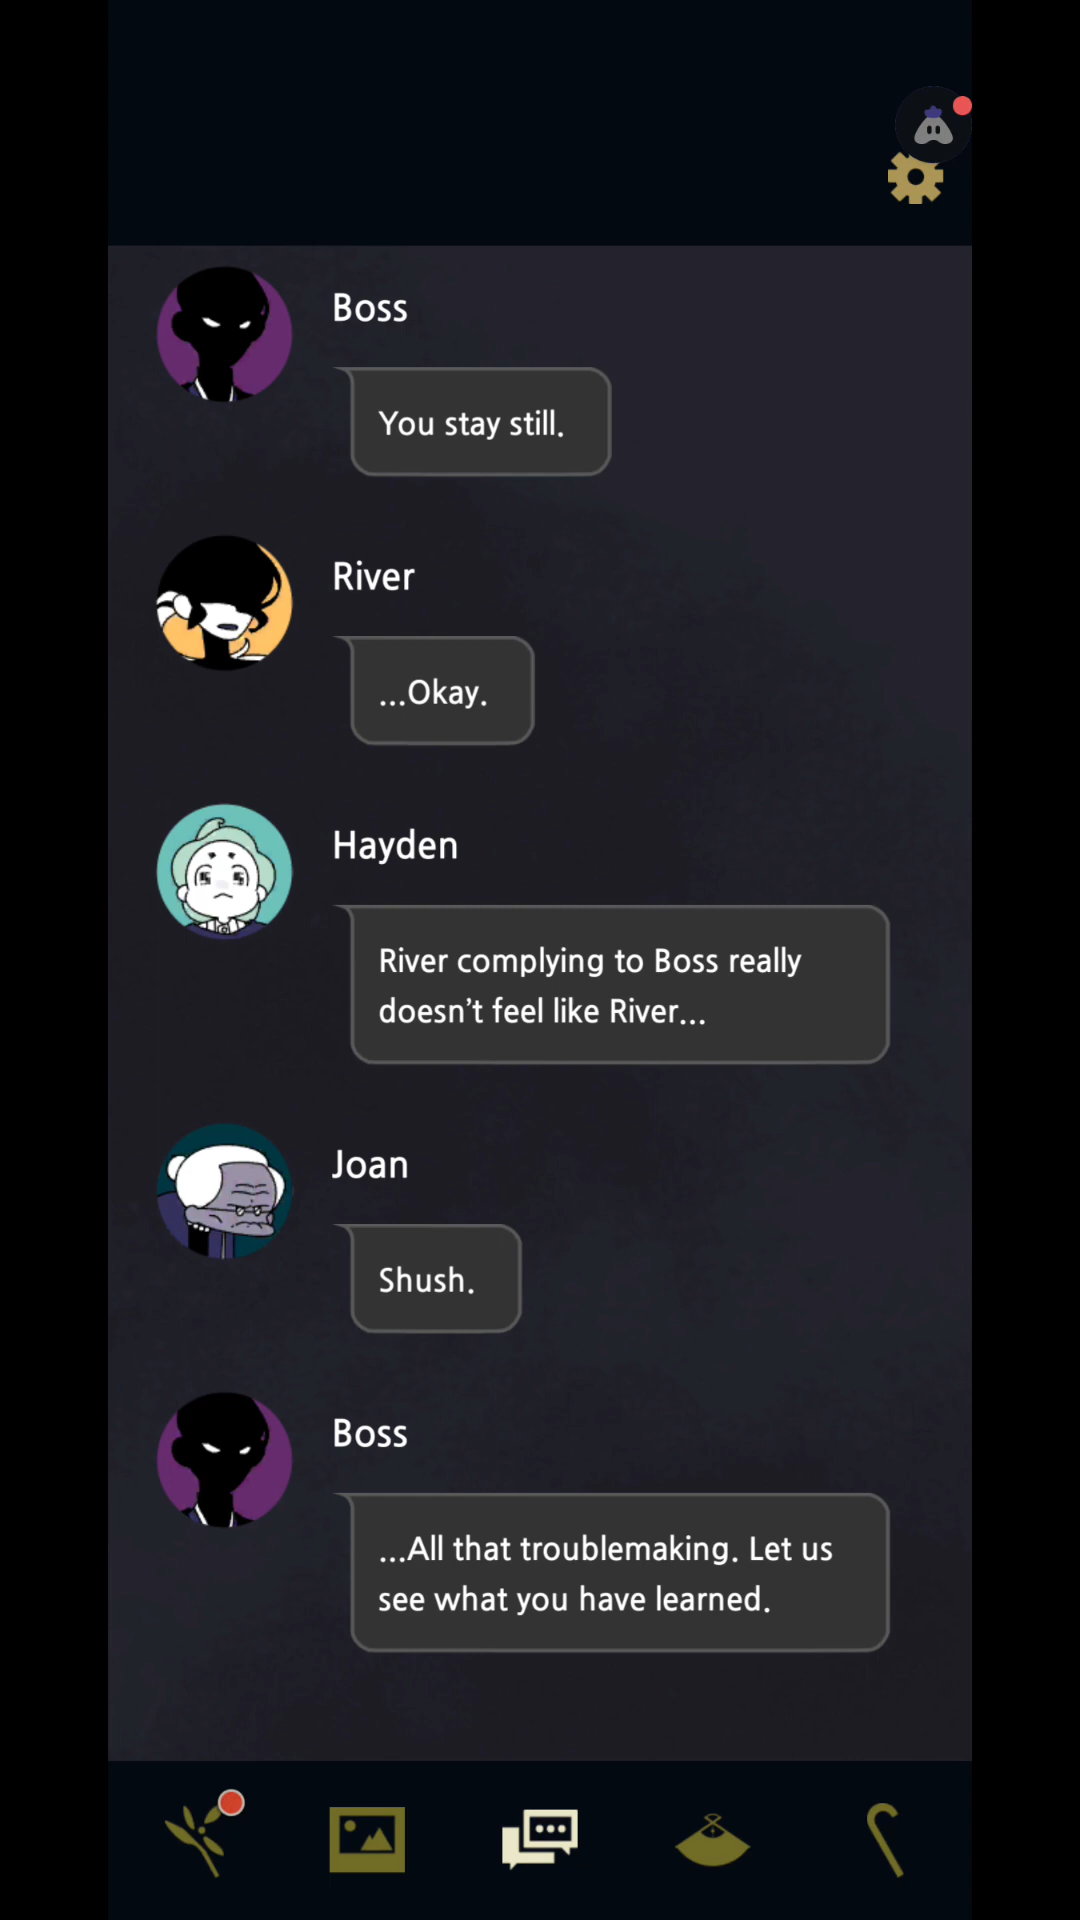 Boss
You stay still.
River
...Okay.
Hayden
River complying to Boss really
doesn't feel like River...
Joan
Shush.
Boss
...All that troublemaking. Let us
see what you have learned.